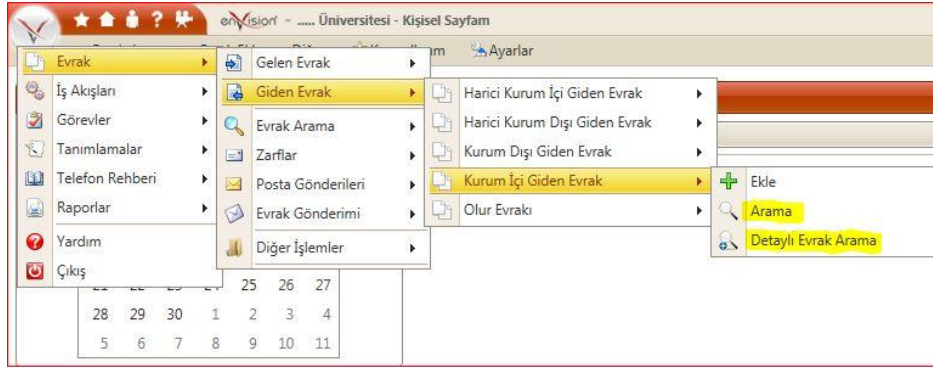 enVision - ..... Üniversitesi - Kişisel Sayfam
Ayarlar
Evrak
İş Akışları
Görevler
Tanımlamalar
Telefon Rehberi
Raporlar
Yardım
Çıkış
Gelen Evrak
Giden Evrak
Evrak Arama
Zarflar
Posta Gönderileri
Evrak Gönderimi
Diğer İşlemler
Harici Kurum İçi Giden Evrak
Harici Kurum Dışı Giden Evrak
Kurum Dışı Giden Evrak
Kurum İçi Giden Evrak
Olur Evrakı
Ekle
Arama
Detaylı Evrak Arama
25 26 27
28 29 30 1 2 3 4
5 6 7 8 9 10 11